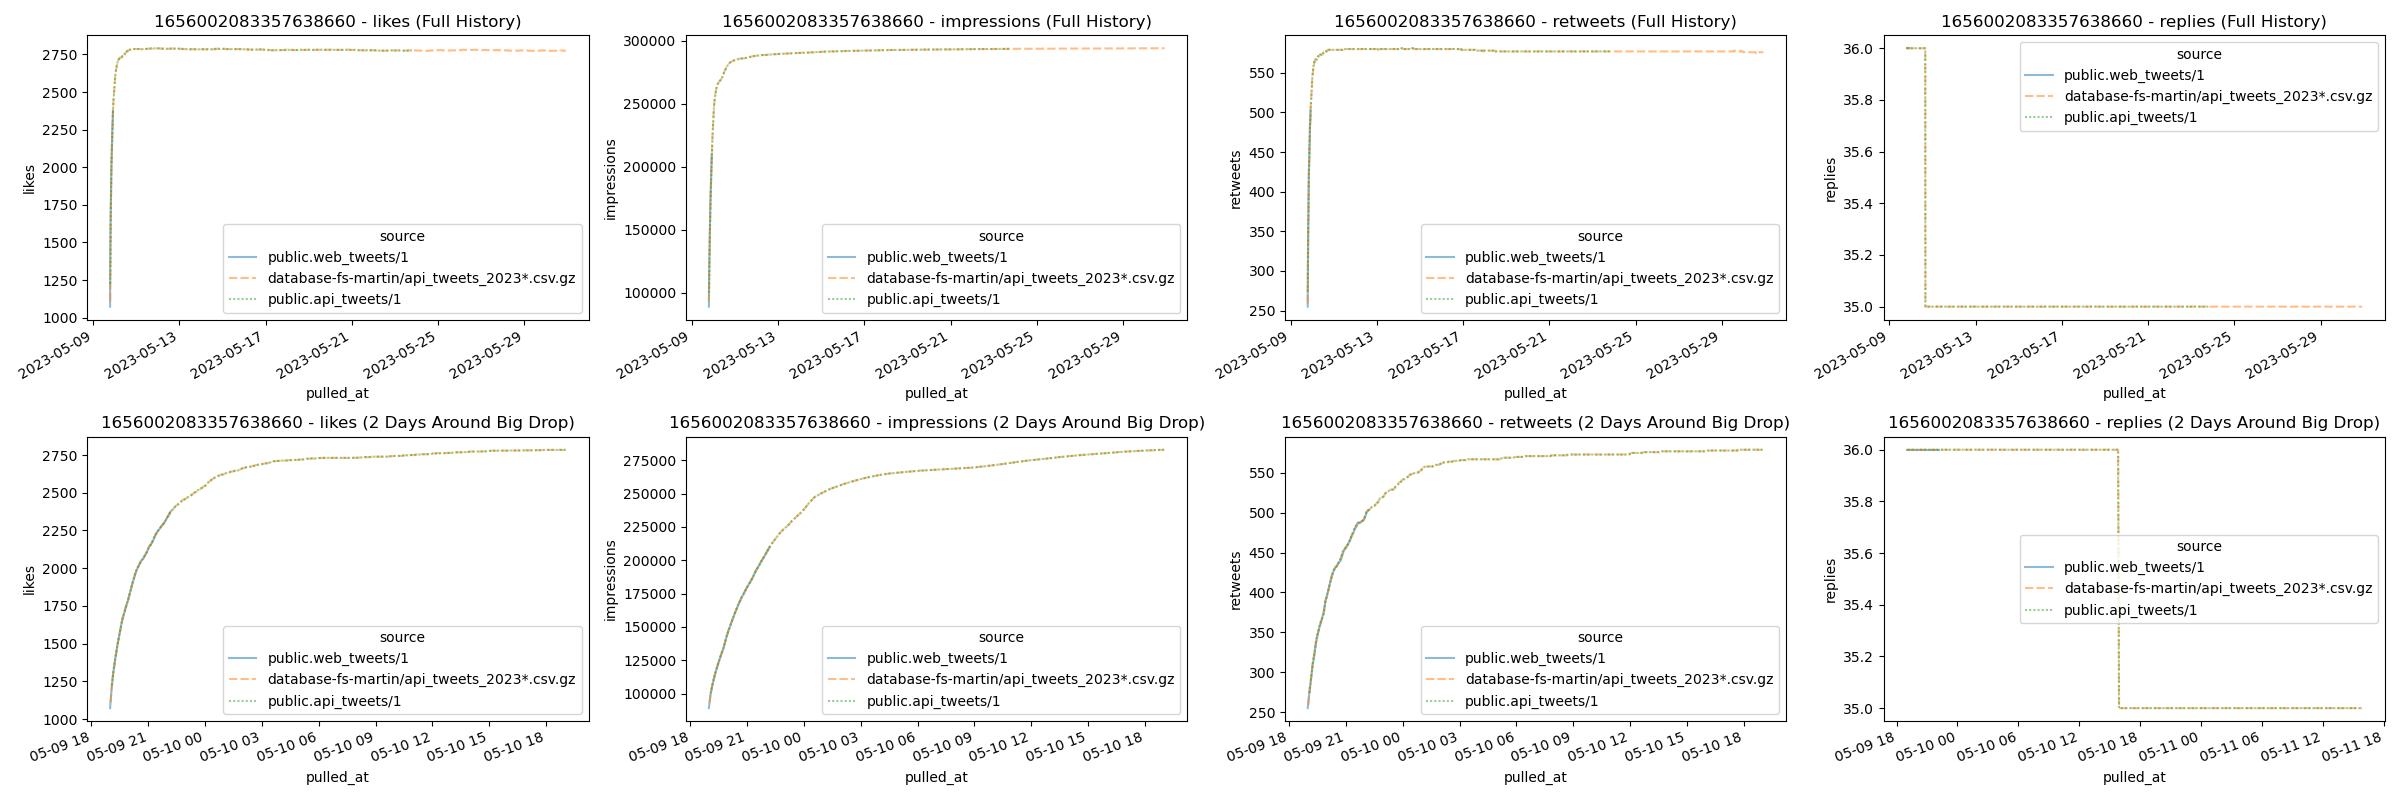 1656002083357638660 - likes (Full History)
2750
2500
2250
2000
1750
1500
1250
1000
likes
source
public.web_tweets/1
database-fs-martin/api_tweets_2023*.csv.gz
public.api_tweets/1
2023-05-09
2023-05-13
2023-05-17
2023-05-21
2023-05-25
2023-05-29
pulled_at
1656002083357638660 - impressions (Full History)
300000
250000
200000
150000
100000
impressions
source
public.web_tweets/1
database-fs-martin/api_tweets_2023*.csv.gz
public.api_tweets/1
2023-05-09
2023-05-13
2023-05-17
2023-05-21
2023-05-25
2023-05-29
pulled_at
1656002083357638660 - retweets (Full History)
550
500
450
400
350
300
250
retweets
source
public.web_tweets/1
database-fs-martin/api_tweets_2023*.csv.gz
public.api_tweets/1
2023-05-09
2023-05-13
2023-05-17
2023-05-21
2023-05-25
2023-05-29
pulled_at
1656002083357638660 - replies (Full History)
36.0
35.8
35.6
35.4
35.2
35.0
replies
source
public.web_tweets/1
database-fs-martin/api_tweets_2023*.csv.gz
public.api_tweets/1
2023-05-09
2023-05-13
2023-05-17
2023-05-21
2023-05-25
2023-05-29
pulled_at
1656002083357638660 - likes (2 Days Around Big Drop)
2750
2500
2250
2000
1750
1500
1250
1000
likes
source
public.web_tweets/1
database-fs-martin/api_tweets_2023*.csv.gz
public.api_tweets/1
05-09 18
05-09 21
05-10 00
05-10 03
05-10 06
05-10 09
05-10 12
05-10 15
05-10 18
pulled_at
1656002083357638660 - impressions (2 Days Around Big Drop)
275000
250000
225000
200000
175000
150000
125000
100000
impressions
source
public.web_tweets/1
database-fs-martin/api_tweets_2023*.csv.gz
public.api_tweets/1
05-09 18
05-09 21
05-10 00
05-10 03
05-10 06
05-10 09
05-10 12
05-10 15
05-10 18
pulled_at
1656002083357638660 - retweets (2 Days Around Big Drop)
550
500
450
400
350
300
250
retweets
source
public.web_tweets/1
database-fs-martin/api_tweets_2023*.csv.gz
public.api_tweets/1
05-09 18
05-09 21
05-10 00
05-10 03
05-10 06
05-10 09
05-10 12
05-10 15
05-10 18
pulled_at
1656002083357638660 - replies (2 Days Around Big Drop)
36.0
35.8
35.6
35.4
35.2
35.0
replies
source
public.web_tweets/1
database-fs-martin/api_tweets_2023*.csv.gz
public.api_tweets/1
05-09 18
05-10 00
05-10 06
05-10 12
05-10 18
05-11 00
05-11 06
05-11 12
05-11 18
pulled_at